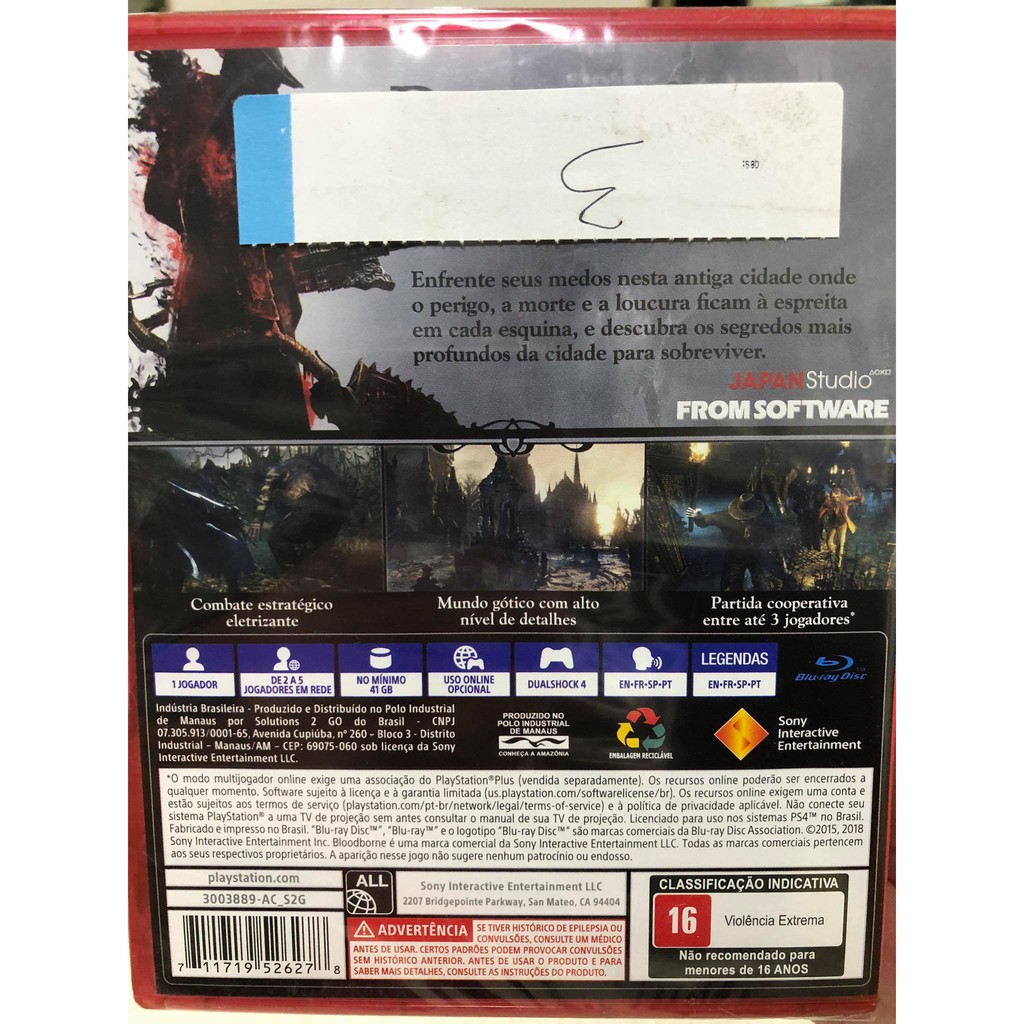 3
Enfrente seus medos nesta antiga cidade onde
o perigo, a morte e a loucura ficam à espreita
em cada esquina, e descubra os segredos mais
profundos da cidade para sobreviver.
JAPAN Studio
FROM SOFTWARE
Combate estratégico
eletrizante
Mundo gótico com alto
nível de detalhes
Partida cooperativa
entre até 3 jogadores*
1 JOGADOR
DE 2 A 5
JOGADORES EM REDE
NO MÍNIMO
41 GB
USO ONLINE
OPCIONAL
DUALSHOCK 4
EN•FR•SP•PT
LEGENDAS
EN•FR•SP•PT
Blu-ray Disc™
Indústria Brasileira - Produzido e Distribuído no Polo Industrial
de Manaus por Solutions 2 GO do Brasil - CNPJ
07.305.913/0001-65, Avenida Cupiúba, nº 260 – Bloco 3 - Distrito
Industrial – Manaus/AM – CEP: 69075-060 sob licença da Sony
Interactive Entertainment LLC.
PRODUZIDO NO
POLO INDUSTRIAL
DE MANAUS
CONHEÇA A AMAZÔNIA
EMBALAGEM RECICLÁVEL
Sony
Interactive
Entertainment
*O modo multijogador online exige uma associação do PlayStation®Plus (vendida separadamente). Os recursos online poderão ser encerrados a
qualquer momento. Software sujeito à licença e à garantia limitada (us.playstation.com/softwarelicense/br). Os recursos online exigem uma conta e
estão sujeitos aos termos de serviço (playstation.com/pt-br/network/legal/terms-of-service) e à política de privacidade aplicável. Não conecte seu
sistema PlayStation® a uma TV de projeção sem antes consultar o manual de sua TV de projeção. Licenciado para uso nos sistemas PS4™ no Brasil.
Fabricado e impresso no Brasil. "Blu-ray Disc™", "Blu-ray™" e o logotipo "Blu-ray Disc™" são marcas comerciais da Blu-ray Disc Association. ©2015, 2018
Sony Interactive Entertainment Inc. Bloodborne é uma marca comercial da Sony Interactive Entertainment LLC. Todas as marcas comerciais pertencem
aos seus respectivos proprietários. A aparição nesse jogo não sugere nenhum patrocínio ou endosso.
playstation.com
3003889-AC_S2G
7 11719 52627 8
ALL
Sony Interactive Entertainment LLC
2207 Bridgepointe Parkway, San Mateo, CA 94404
ADVERTÊNCIA
SE TIVER HISTÓRICO DE EPILEPSIA OU
CONVULSÕES, CONSULTE UM MÉDICO
ANTES DE USAR. CERTOS PADRÕES PODEM PROVOCAR CONVULSÕES
SEM HISTÓRICO ANTERIOR. ANTES DE USAR O PRODUTO E PARA
SABER MAIS DETALHES, CONSULTE AS INSTRUÇÕES DO PRODUTO.
CLASSIFICAÇÃO INDICATIVA
16
Violência Extrema
Não recomendado para
menores de 16 ANOS